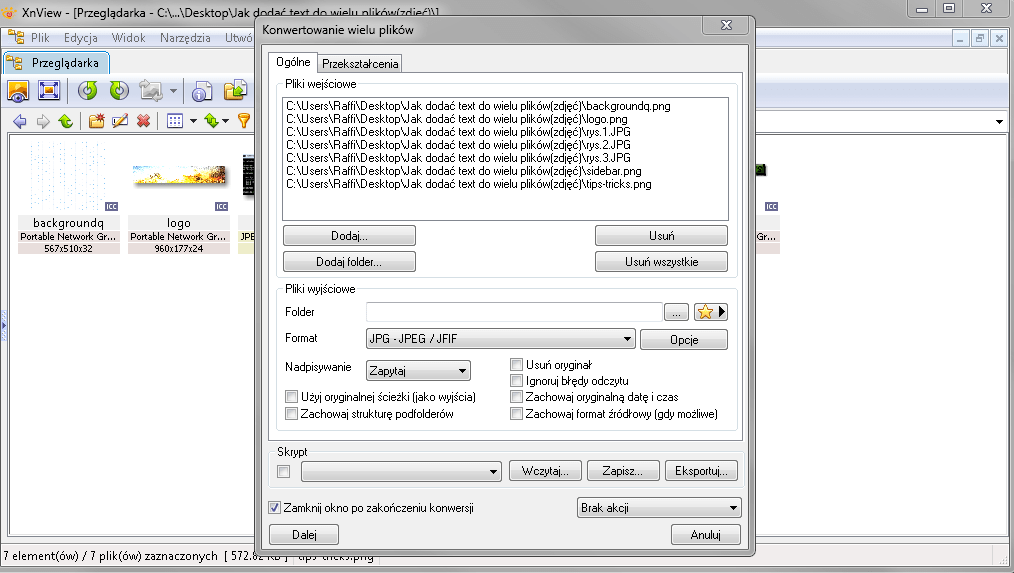 XnView - [Przeglądarka - C:\...\Desktop\Jak dodać text do wielu plików(zdjęć)\]
Plik Edycja Widok Narzędzia
Przeglądarka
ICC
backgroundq
Portable Network Gr...
567x510x32
ICC
logo
Portable Network Gr...
960x177x24
ICC
Gr...
Konwertowanie wielu plików
Ogólne Przekształcenia
Pliki wejściowe
C:\Users\Raffi\Desktop\Jak dodać text do wielu plików(zdjęć)\backgroundq.png
C:\Users\Raffi\Desktop\Jak dodać text do wielu plików(zdjęć)\logo.png
C:\Users\Raffi\Desktop\Jak dodać text do wielu plików(zdjęć)\rys.1.JPG
C:\Users\Raffi\Desktop\Jak dodać text do wielu plików(zdjęć)\rys.2.JPG
C:\Users\Raffi\Desktop\Jak dodać text do wielu plików(zdjęć)\rys.3.JPG
C:\Users\Raffi\Desktop\Jak dodać text do wielu plików(zdjęć)\sidebar.png
C:\Users\Raffi\Desktop\Jak dodać text do wielu plików(zdjęć)\tips-tricks.png
Dodaj... Usuń
Dodaj folder... Usuń wszystkie
Pliki wyjściowe
Folder ...
Format JPG - JPEG / JFIF Opcje
Nadpisywanie Zapytaj
Usuń oryginał
Ignoruj błędy odczytu
Użyj oryginalnej ścieżki (jako wyjścia) Zachowaj oryginalną datę i czas
Zachowaj strukturę podfolderów Zachowaj format źródłowy (gdy możliwe)
Skrypt
Wczytaj... Zapisz... Eksportuj...
Zamknij okno po zakończeniu konwersji Brak akcji
Dalej Anuluj
7 element(ów) / 7 plik(ów) zaznaczonych [ 572.82 KB ] tips-tricks.png